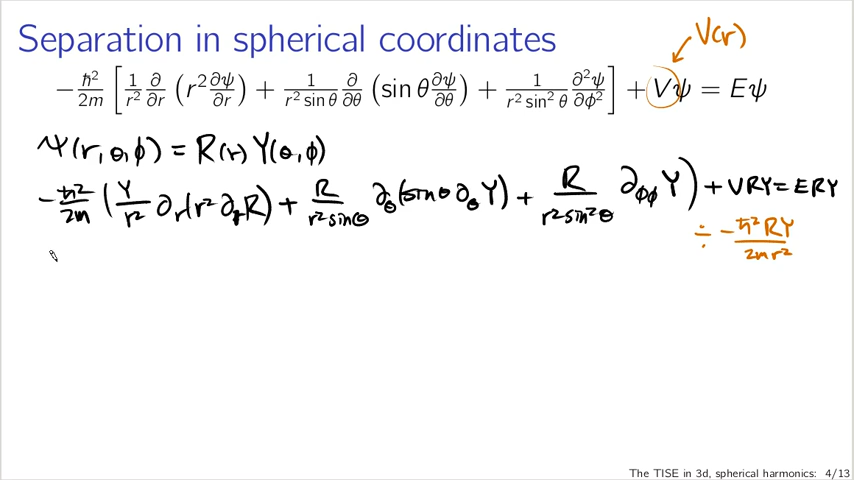 Separation in spherical coordinates
V(r)
−ħ²/2m [1/r² ∂/∂r (r² ∂ψ/∂r) + 1/(r² sin θ) ∂/∂θ (sin θ ∂ψ/∂θ) + 1/(r² sin² θ) ∂²ψ/∂ϕ²] + Vψ = Eψ
ψ(r, θ, ϕ) = R(r) Y(θ, ϕ)
−ħ²/2m (Y/r² ∂r(r² ∂rR) + R/(r² sinθ) ∂θ(sinθ ∂θ Y) + R/(r² sin²θ) ∂ϕϕ Y) + VRY = ERY
÷ −ħ²RY/2mr²
The TISE in 3d, spherical harmonics: 4/13